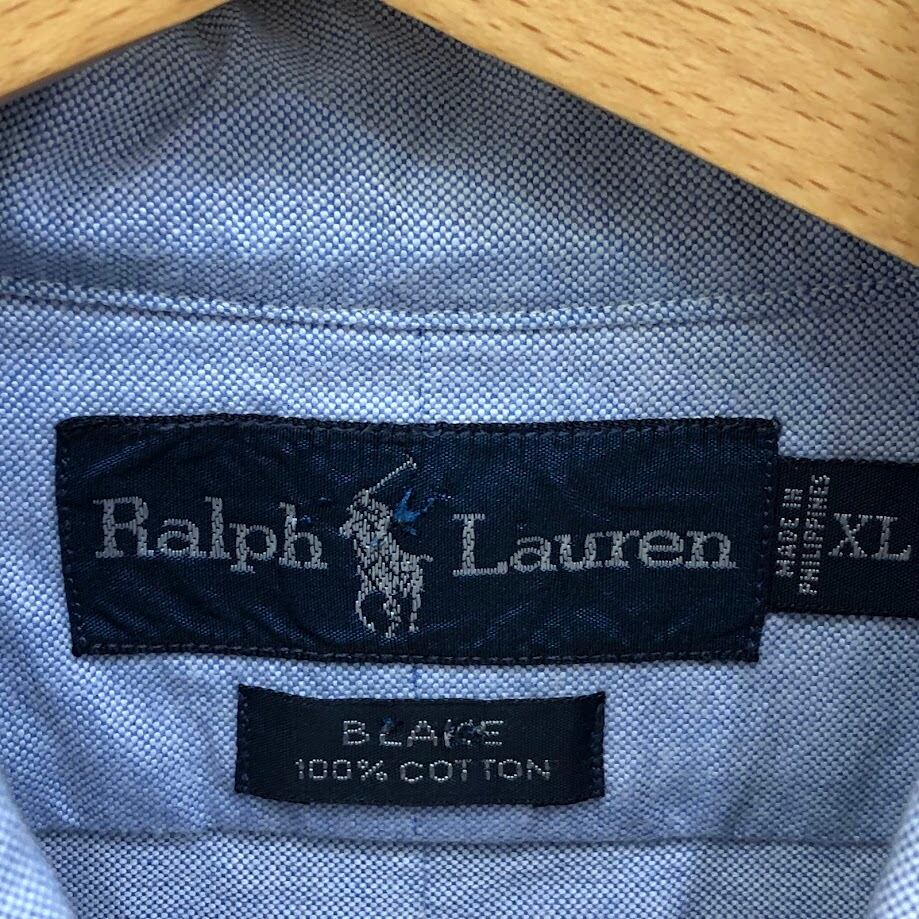 Ralph Lauren
MADE IN
PHILIPPINES
XL
BLAKE
100% COTTON